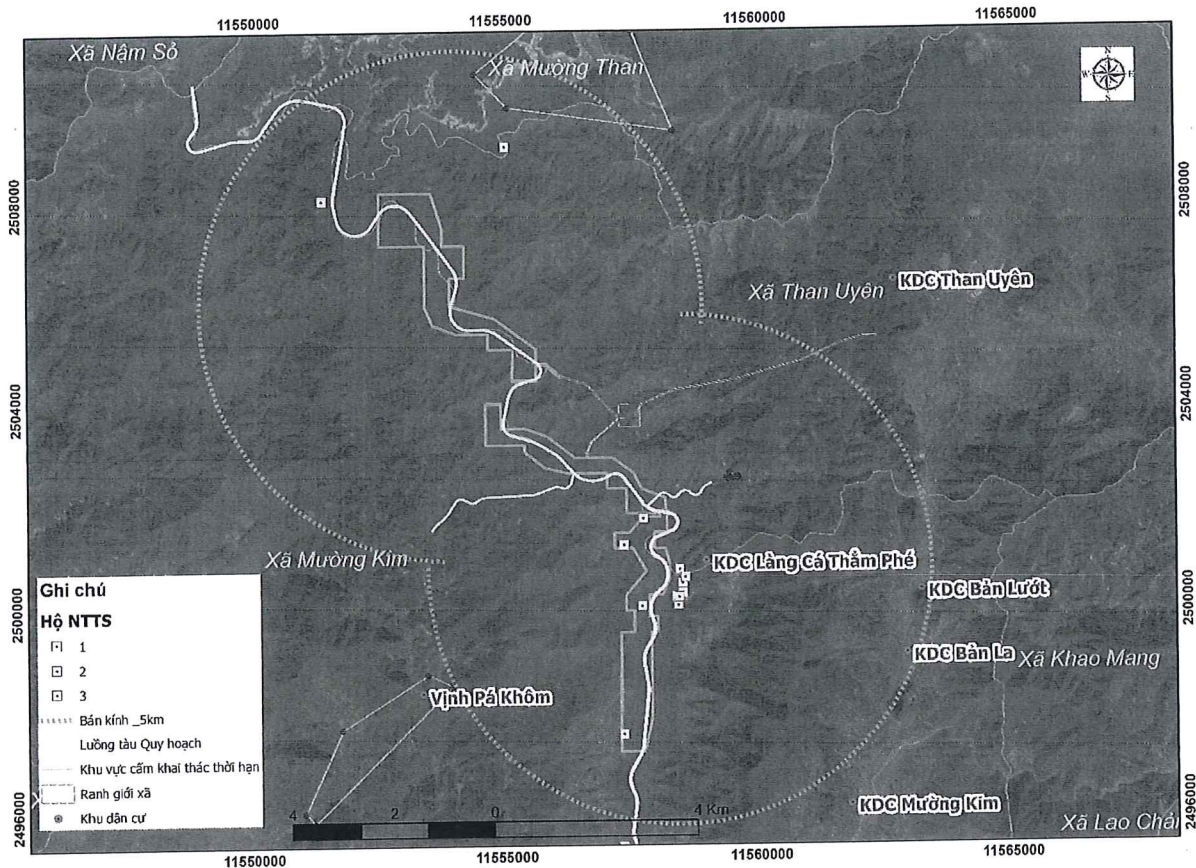 11550000
11555000
11560000
11565000
Xã Nậm Sỏ
Xã Mường Than
N
W
E
S
2508000
2508000
KDC Than Uyên
Xã Than Uyên
2504000
2504000
Xã Mường Kim
KDC Làng Cá Thẩm Phé
KDC Bản Lướt
2500000
2500000
KDC Bản La
Xã Khao Mang
Vịnh Pá Khôm
KDC Mường Kim
Xã Lao Chải
2496000
2496000
Ghi chú
Hộ NTTS
1
2
3
Bán kính _5km
Luồng tàu Quy hoạch
Khu vực cấm khai thác thời hạn
Ranh giới xã
Khu dân cư
4
2
0
4 Km
11550000
11555000
11560000
11565000